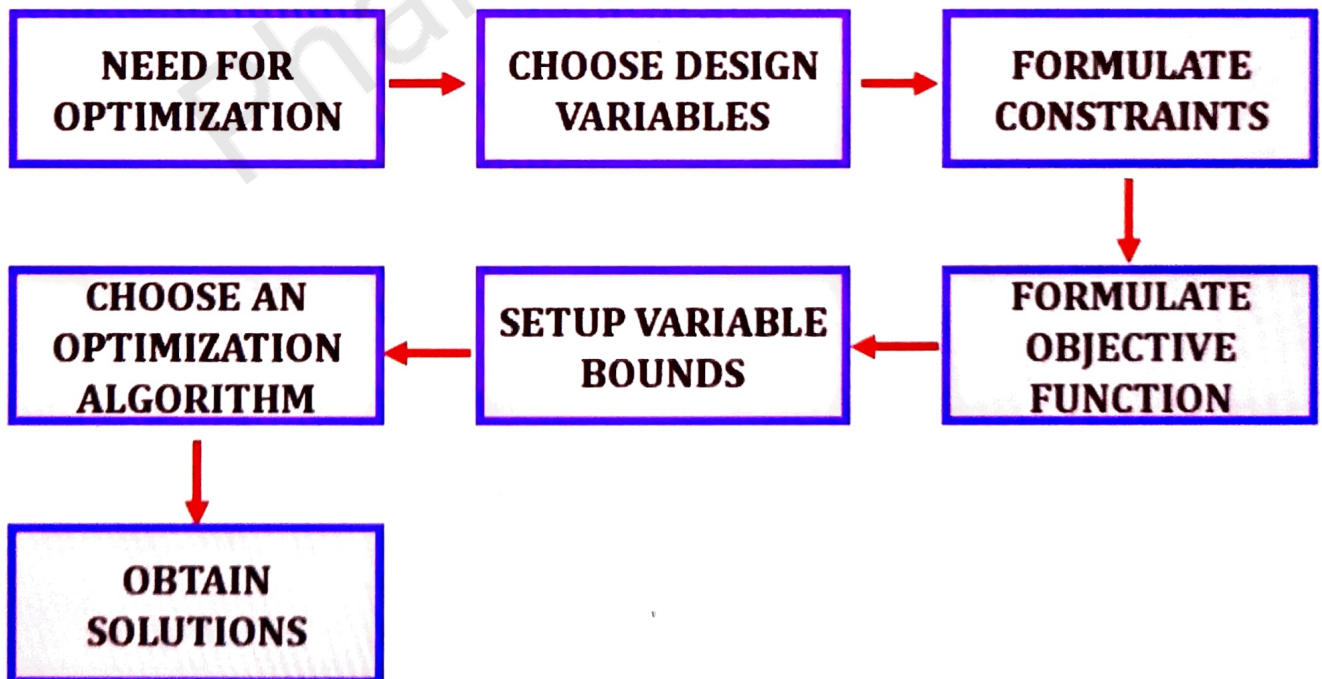 NEED FOR
OPTIMIZATION
CHOOSE DESIGN
VARIABLES
FORMULATE
CONSTRAINTS
FORMULATE
OBJECTIVE
FUNCTION
SETUP VARIABLE
BOUNDS
CHOOSE AN
OPTIMIZATION
ALGORITHM
OBTAIN
SOLUTIONS